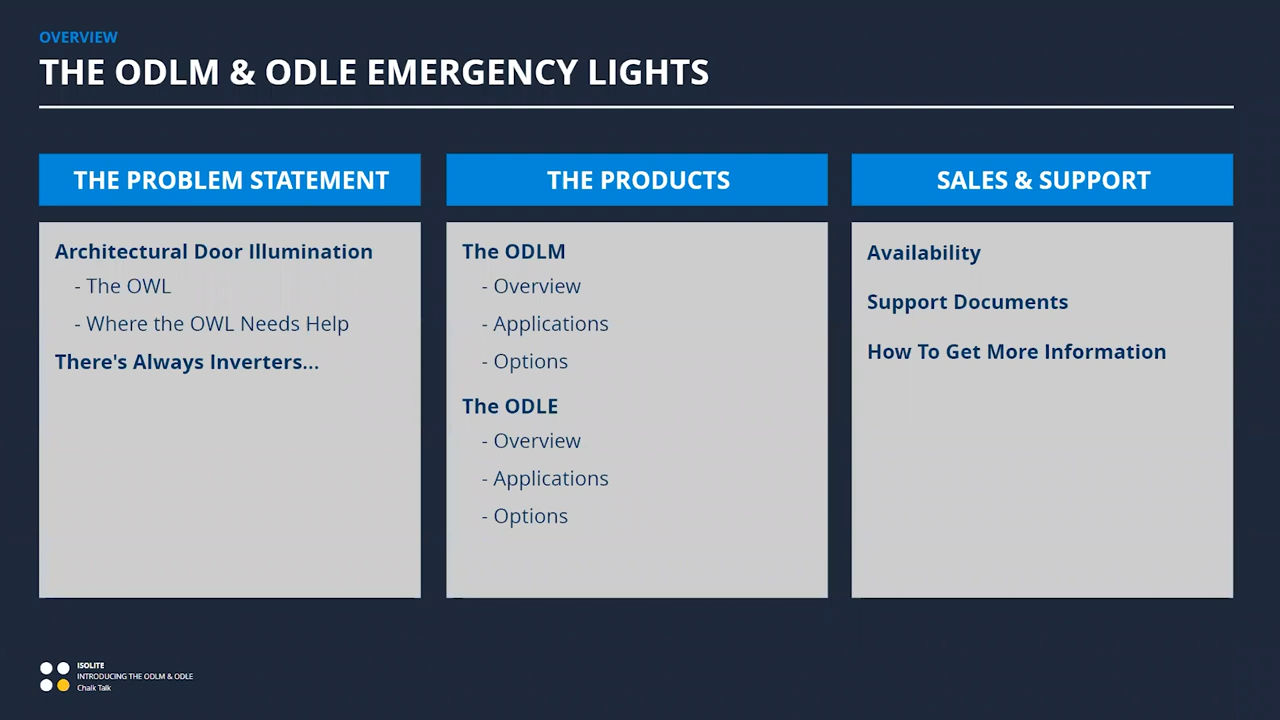 OVERVIEW
THE ODLM & ODLE EMERGENCY LIGHTS
THE PROBLEM STATEMENT
Architectural Door Illumination
- The OWL
- Where the OWL Needs Help
There's Always Inverters...
THE PRODUCTS
The ODLM
- Overview
- Applications
- Options
The ODLE
- Overview
- Applications
- Options
SALES & SUPPORT
Availability
Support Documents
How To Get More Information
ISOLITE
INTRODUCING THE ODLM & ODLE
Chalk Talk